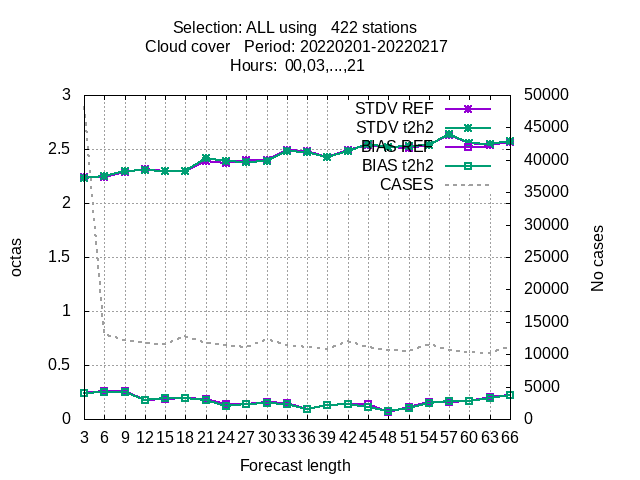 Selection: ALL using   422 stations
Cloud cover   Period: 20220201-20220217
Hours:  00,03,...,21
3 50000
STDV REF
45000
STDV t2h2
2.5 BIAS REF 40000
BIAS t2h2
CASES 35000
2 30000
octas
1.5 25000
No cases
20000
1 15000
10000
0.5 5000
0 0
3 6 9 12 15 18 21 24 27 30 33 36 39 42 45 48 51 54 57 60 63 66
Forecast length